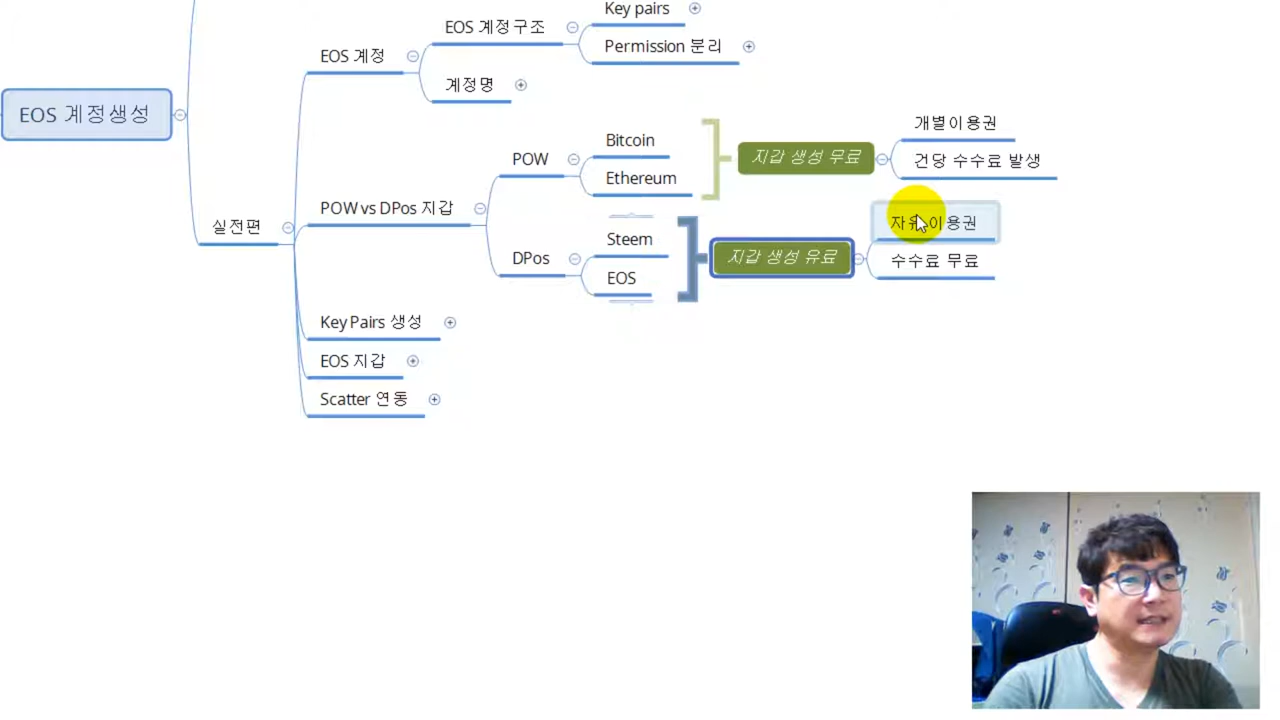 Key pairs
EOS 계정구조
Permission 분리
EOS 계정
계정명
EOS 계정생성
개별이용권
Bitcoin
지갑 생성 무료
POW
건당 수수료 발생
Ethereum
POW vs DPos 지갑
실전편
자유이용권
Steem
지갑 생성 유료
DPos
수수료 무료
EOS
Key Pairs 생성
EOS 지갑
Scatter 연동